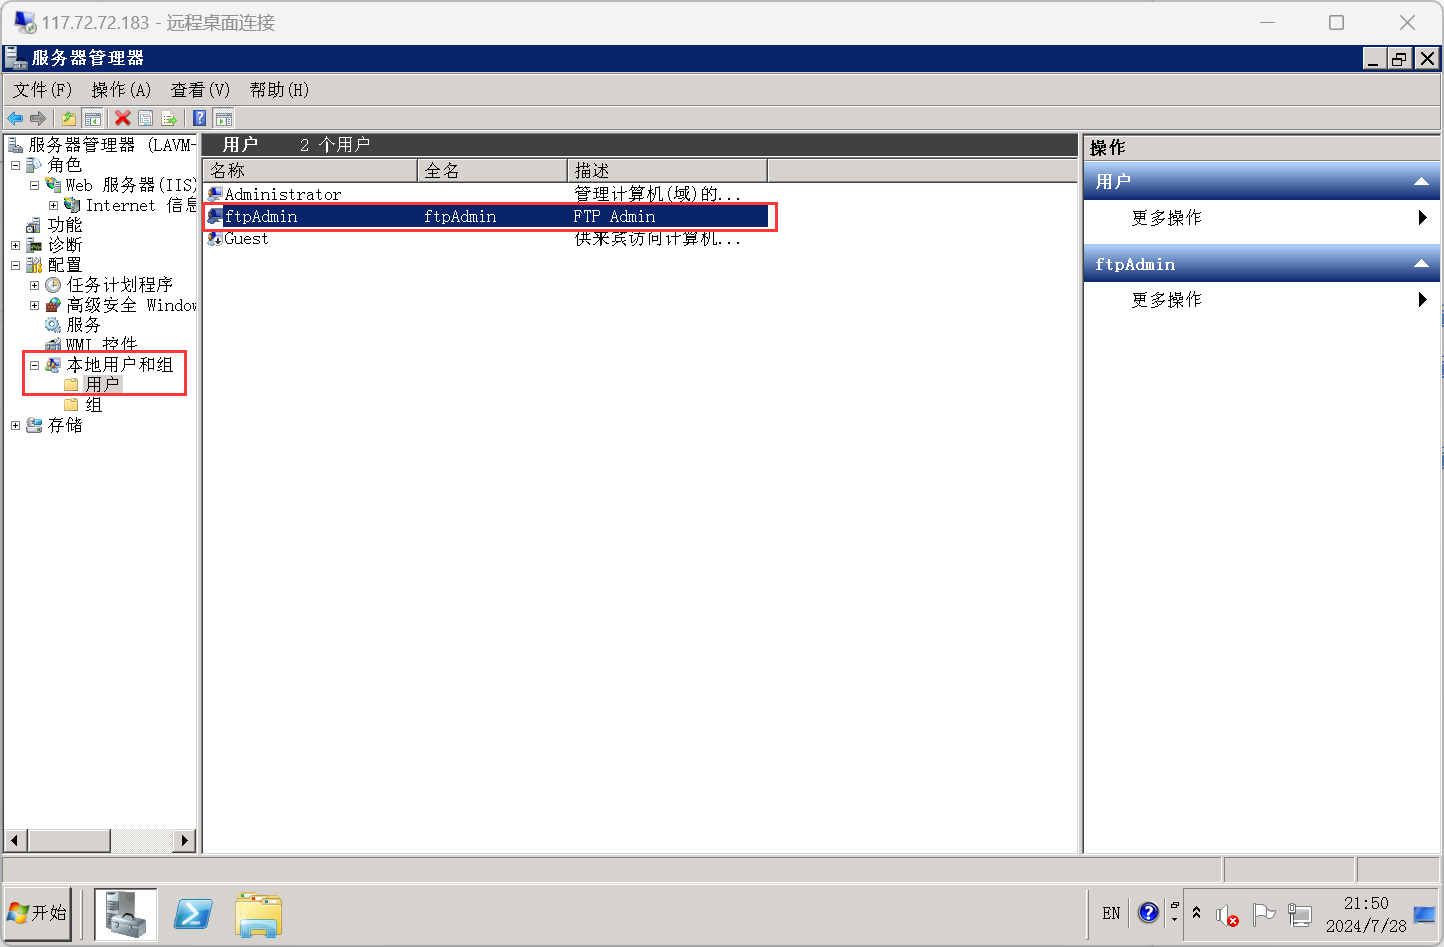 117.72.72.183 - 远程桌面连接
服务器管理器
文件(F) 操作(A) 查看(V) 帮助(H)
服务器管理器 (LAVM-
角色
Web 服务器(IIS)
Internet 信息
功能
诊断
配置
任务计划程序
高级安全 Window
服务
WMI 控件
本地用户和组
用户
组
存储
用户 2 个用户
名称 全名 描述
Administrator 管理计算机(域)的...
ftpAdmin ftpAdmin FTP Admin
Guest 供来宾访问计算机...
操作
用户
更多操作
ftpAdmin
更多操作
开始
EN
21:50
2024/7/28